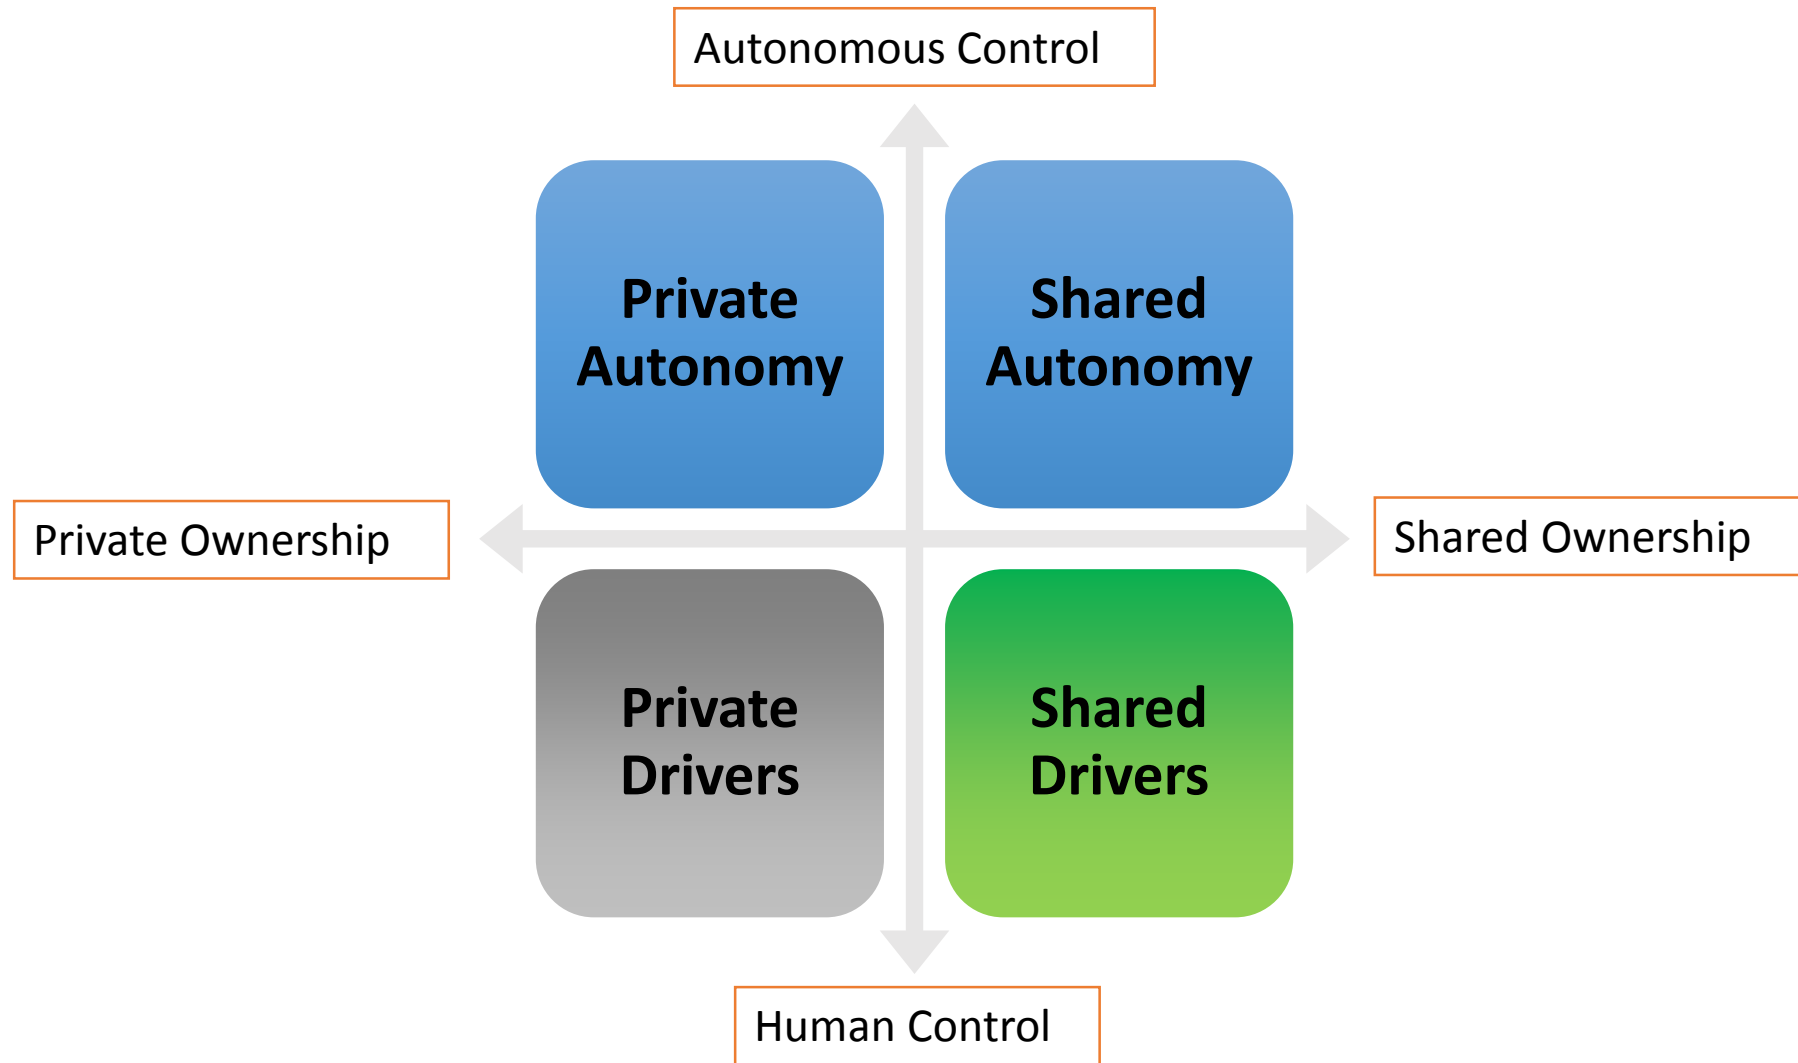 Autonomous Control
Private
Autonomy
Shared
Autonomy
Private Ownership
Shared Ownership
Private
Drivers
Shared
Drivers
Human Control